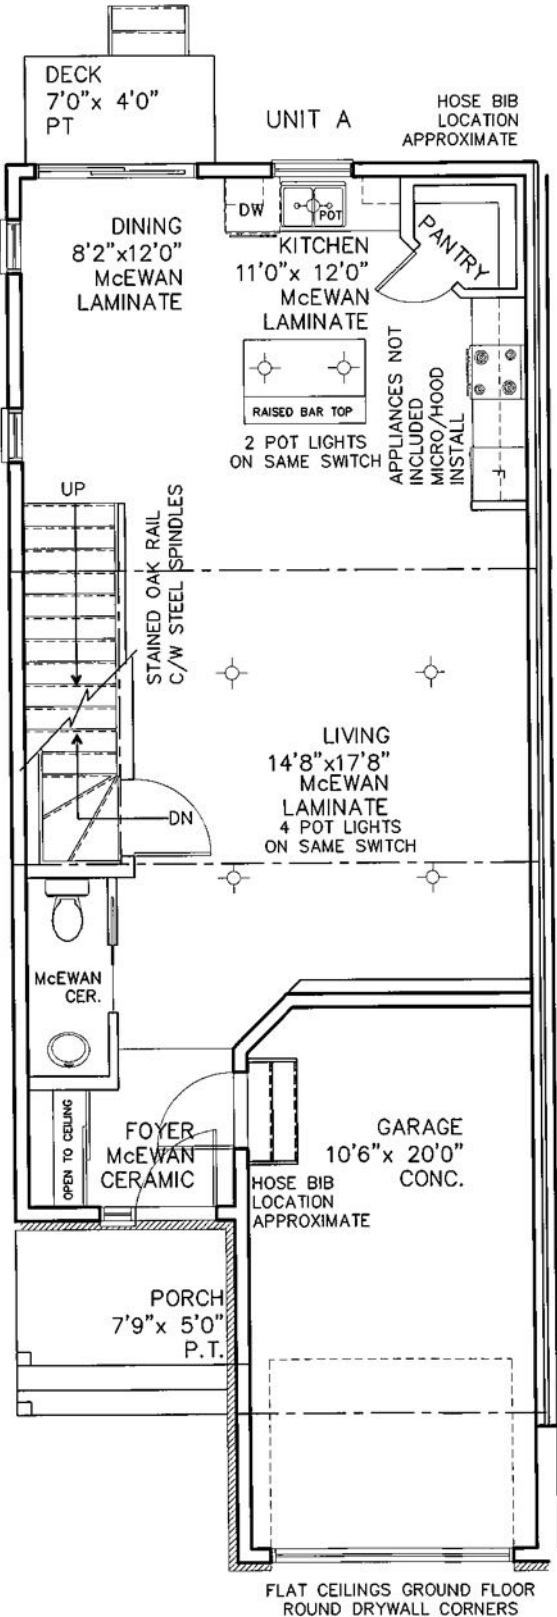 DECK
7'0"x 4'0"
PT
UNIT A
HOSE BIB
LOCATION
APPROXIMATE
DINING
8'2"x12'0"
McEWAN
LAMINATE
DW
POT
KITCHEN
11'0"x 12'0"
McEWAN
LAMINATE
PANTRY
RAISED BAR TOP
2 POT LIGHTS
ON SAME SWITCH
APPLIANCES NOT
INCLUDED
MICRO/HOOD
INSTALL
F
UP
STAINED OAK RAIL
C/W STEEL SPINDLES
LIVING
14'8"x17'8"
McEWAN
LAMINATE
4 POT LIGHTS
ON SAME SWITCH
DN
McEWAN
CER.
OPEN TO CEILING
FOYER
McEWAN
CERAMIC
GARAGE
10'6"x 20'0"
CONC.
HOSE BIB
LOCATION
APPROXIMATE
PORCH
7'9"x 5'0"
P.T.
FLAT CEILINGS GROUND FLOOR
ROUND DRYWALL CORNERS